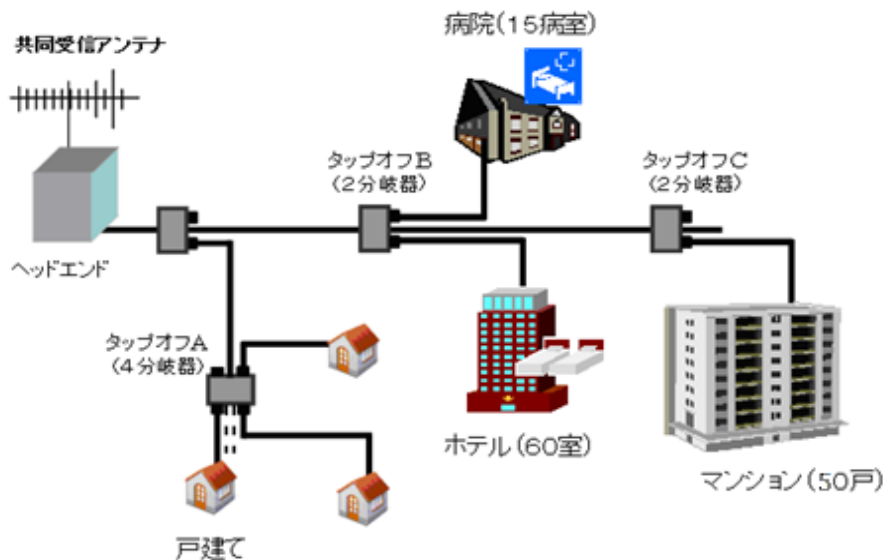 病院（15病室）
共同受信アンテナ
タップオフB
（2分岐器）
タップオフC
（2分岐器）
ヘッドエンド
タップオフA
（4分岐器）
ホテル（60室）
マンション（50戸）
戸建て